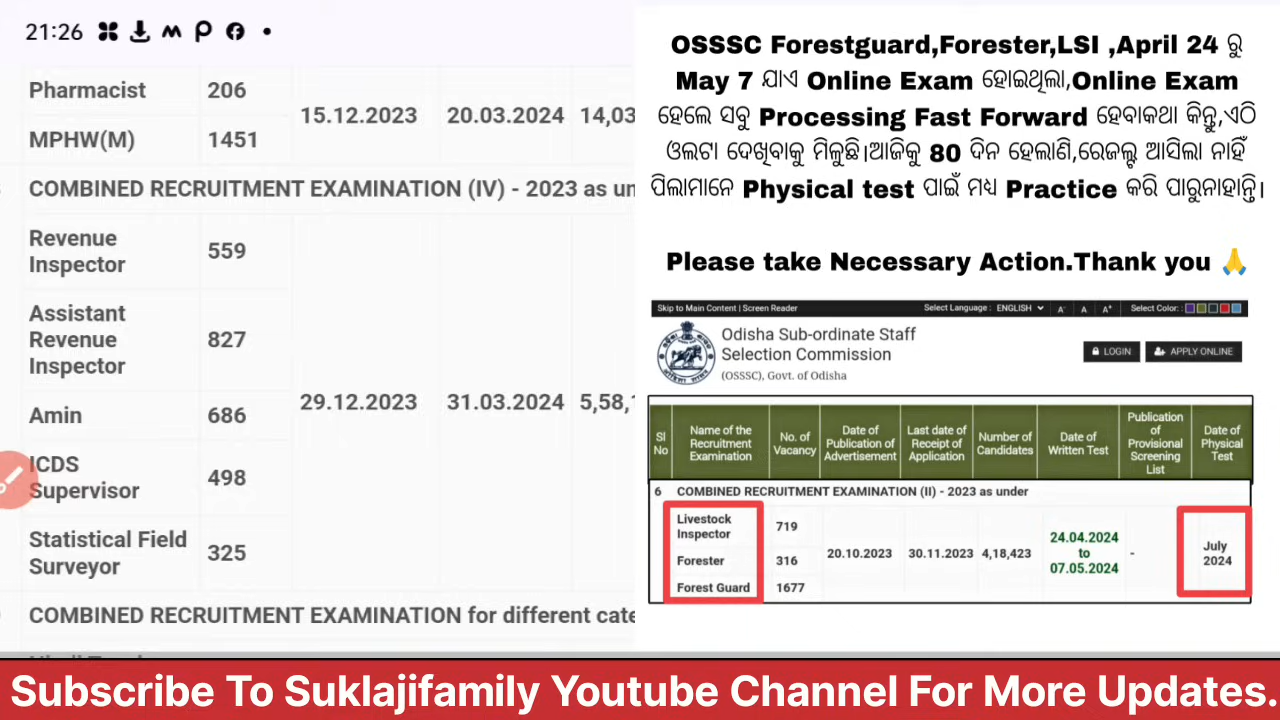 21:26
Pharmacist 206
15.12.2023 20.03.2024 14,03
MPHW(M) 1451
COMBINED RECRUITMENT EXAMINATION (IV) - 2023 as un
Revenue
Inspector
559
Assistant
Revenue
Inspector
827
Amin 686
29.12.2023 31.03.2024 5,58,1
ICDS
Supervisor
498
Statistical Field
Surveyor
325
COMBINED RECRUITMENT EXAMINATION for different cate
OSSSC Forestguard,Forester,LSI ,April 24 ରୁ
May 7 ଯାଏ Online Exam ହୋଇଥିଲା,Online Exam
ହେଲେ ସବୁ Processing Fast Forward ହେବାକଥା କିନ୍ତୁ,ଏଠି
ଓଲଟା ଦେଖିବାକୁ ମିଳୁଛି।ଆଜିକୁ 80 ଦିନ ହେଲାଣି,ରେଜଲ୍ଟ ଆସିଲା ନାହିଁ
ପିଲାମାନେ Physical test ପାଇଁ ମଧ୍ୟ Practice କରି ପାରୁନାହାନ୍ତି।
Please take Necessary Action.Thank you 🙏
Skip to Main Content | Screen Reader Select Language : ENGLISH A- A A+ Select Color:
Odisha Sub-ordinate Staff
Selection Commission
(OSSSC), Govt. of Odisha
LOGIN APPLY ONLINE
Sl
No
Name of the
Recruitment
Examination
No. of
Vacancy
Date of
Publication of
Advertisement
Last date of
Receipt of
Application
Number of
Candidates
Date of
Written Test
Publication
of
Provisional
Screening
List
Date of
Physical
Test
6 COMBINED RECRUITMENT EXAMINATION (II) - 2023 as under
Livestock
Inspector
719
Forester 316
Forest Guard 1677
20.10.2023 30.11.2023 4,18,423
24.04.2024
to
07.05.2024
-
July
2024
Subscribe To Suklajifamily Youtube Channel For More Updates.